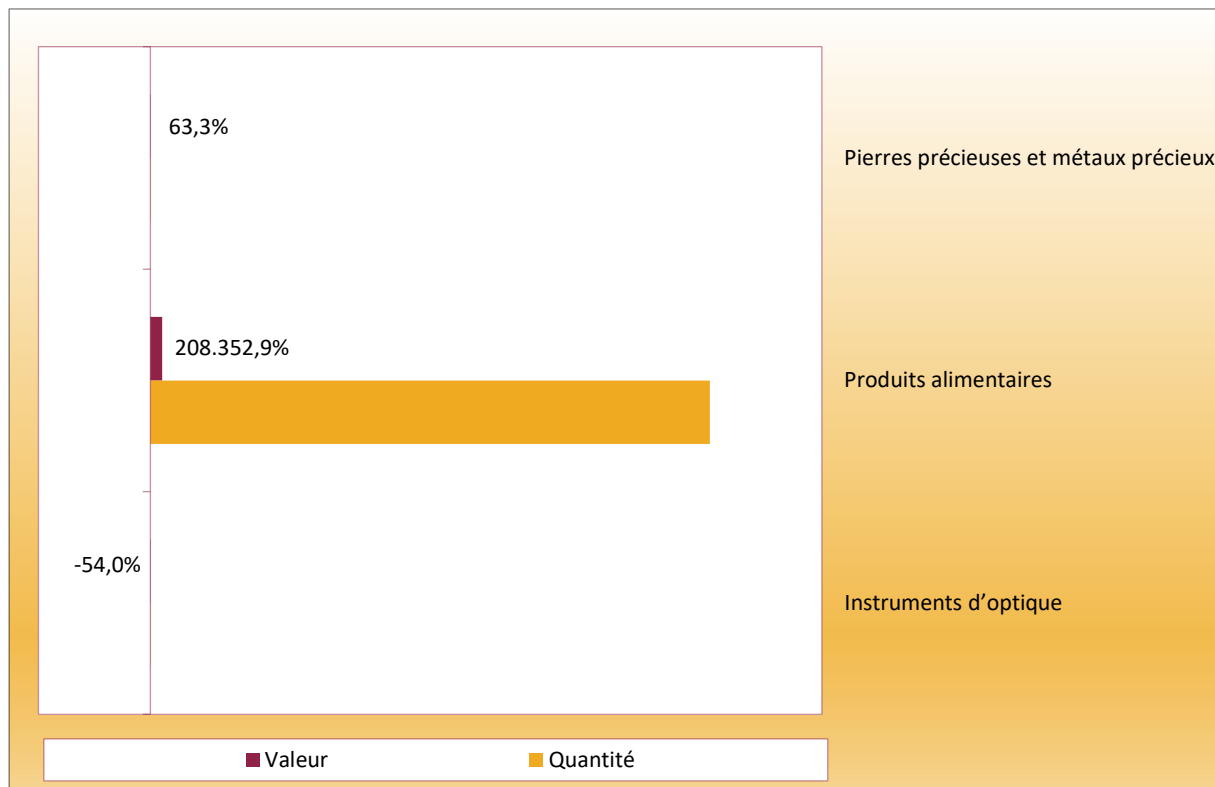 63,3%
Pierres précieuses et métaux précieux
208.352,9%
Produits alimentaires
-54,0%
Instruments d’optique
Valeur
Quantité